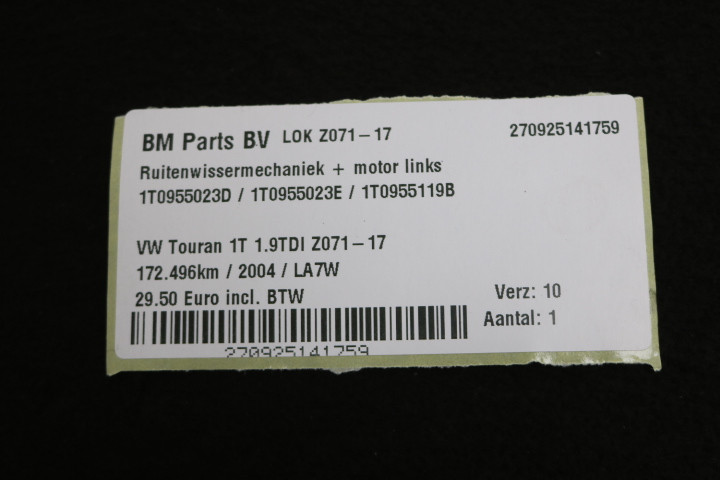 BM Parts BV LOK Z071-17 270925141759
Ruitenwissermechaniek + motor links
1T0955023D / 1T0955023E / 1T0955119B
VW Touran 1T 1.9TDI Z071-17
172.496km / 2004 / LA7W
29.50 Euro incl. BTW
Verz: 10
Aantal: 1
270925141759